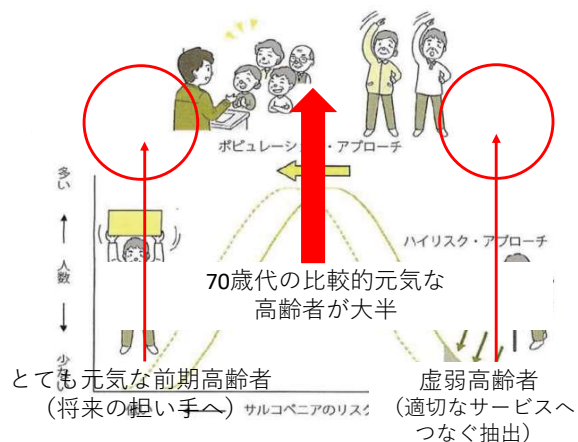 ポピュレーション・アプローチ
多い
人数
少ない
ハイリスク・アプローチ
70歳代の比較的元気な
高齢者が大半
とても元気な前期高齢者
（将来の担い手へ）
虚弱高齢者
（適切なサービスへ
つなぐ抽出）
低い
サルコペニアのリスク